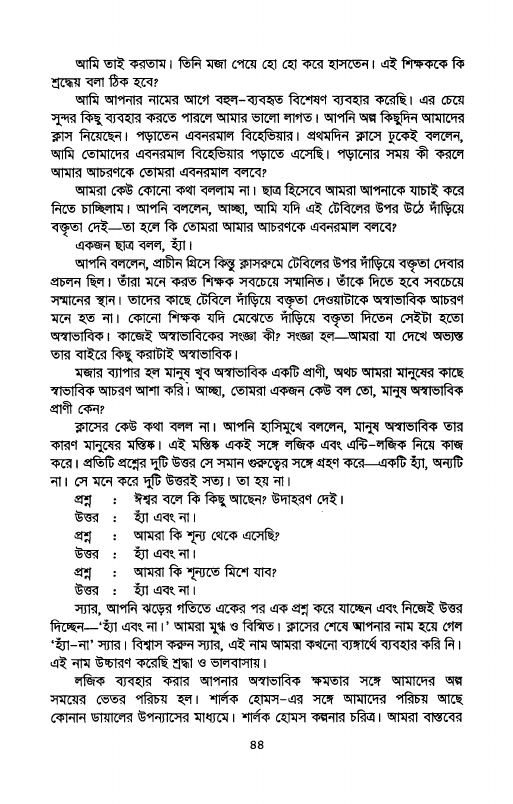 আমি তাই করতাম। তিনি মজা পেয়ে হো হো করে হাসতেন। এই শিক্ষককে কি
শ্রদ্ধেয় বলা ঠিক হবে?
আমি আপনার নামের আগে বহুল-ব্যবহৃত বিশেষণ ব্যবহার করেছি। এর চেয়ে
সুন্দর কিছু ব্যবহার করতে পারলে আমার ভালো লাগত। আপনি অল্প কিছুদিন আমাদের
ক্লাস নিয়েছেন। পড়াতেন এবনরমাল বিহেভিয়ার। প্রথমদিন ক্লাসে ঢুকেই বললেন,
আমি তোমাদের এবনরমাল বিহেভিয়ার পড়াতে এসেছি। পড়ানোর সময় কী করলে
আমার আচরণকে তোমরা এবনরমাল বলবে?
আমরা কেউ কোনো কথা বললাম না। ছাত্র হিসেবে আমরা আপনাকে যাচাই করে
নিতে চাচ্ছিলাম। আপনি বললেন, আচ্ছা, আমি যদি এই টেবিলের উপর উঠে দাঁড়িয়ে
বক্তৃতা দেই—তা হলে কি তোমরা আমার আচরণকে এবনরমাল বলবে?
একজন ছাত্র বলল, হ্যাঁ।
আপনি বললেন, প্রাচীন গ্রিসে কিন্তু ক্লাসরুমে টেবিলের উপর দাঁড়িয়ে বক্তৃতা দেবার
প্রচলন ছিল। তাঁরা মনে করত শিক্ষক সবচেয়ে সম্মানিত। তাঁকে দিতে হবে সবচেয়ে
সম্মানের স্থান। তাদের কাছে টেবিলে দাঁড়িয়ে বক্তৃতা দেওয়াটাকে অস্বাভাবিক আচরণ
মনে হত না। কোনো শিক্ষক যদি মেঝেতে দাঁড়িয়ে বক্তৃতা দিতেন সেইটা হতো
অস্বাভাবিক। কাজেই অস্বাভাবিকের সংজ্ঞা কী? সংজ্ঞা হল—আমরা যা দেখে অভ্যস্ত
তার বাইরে কিছু করাটাই অস্বাভাবিক।
মজার ব্যাপার হল মানুষ খুব অস্বাভাবিক একটি প্রাণী, অথচ আমরা মানুষের কাছে
স্বাভাবিক আচরণ আশা করি। আচ্ছা, তোমরা একজন কেউ বল তো, মানুষ অস্বাভাবিক
প্রাণী কেন?
ক্লাসের কেউ কথা বলল না। আপনি হাসিমুখে বললেন, মানুষ অস্বাভাবিক তার
কারণ মানুষের মস্তিষ্ক। এই মস্তিষ্ক একই সঙ্গে লজিক এবং এন্টি-লজিক নিয়ে কাজ
করে। প্রতিটি প্রশ্নের দুটি উত্তর সে সমান গুরুত্বের সঙ্গে গ্রহণ করে—একটি হ্যাঁ, অন্যটি
না। সে মনে করে দুটি উত্তরই সত্য। তা হয় না।
প্রশ্ন : ঈশ্বর বলে কি কিছু আছেন? উদাহরণ দেই।
উত্তর : হ্যাঁ এবং না।
প্রশ্ন : আমরা কি শূন্য থেকে এসেছি?
উত্তর : হ্যাঁ এবং না।
প্রশ্ন : আমরা কি শূন্যতে মিশে যাব?
উত্তর : হ্যাঁ এবং না।
স্যার, আপনি ঝড়ের গতিতে একের পর এক প্রশ্ন করে যাচ্ছেন এবং নিজেই উত্তর
দিচ্ছেন—‘হ্যাঁ এবং না।’ আমরা মুগ্ধ ও বিস্মিত। ক্লাসের শেষে আপনার নাম হয়ে গেল
‘হ্যাঁ-না’ স্যার। বিশ্বাস করুন স্যার, এই নাম আমরা কখনো ব্যঙ্গার্থে ব্যবহার করি নি।
এই নাম উচ্চারণ করেছি শ্রদ্ধা ও ভালবাসায়।
লজিক ব্যবহার করার আপনার অস্বাভাবিক ক্ষমতার সঙ্গে আমাদের অল্প
সময়ের ভেতর পরিচয় হল। শার্লক হোমস-এর সঙ্গে আমাদের পরিচয় আছে
কোনান ডায়ালের উপন্যাসের মাধ্যমে। শার্লক হোমস কল্পনার চরিত্র। আমরা বাস্তবের
৪৪